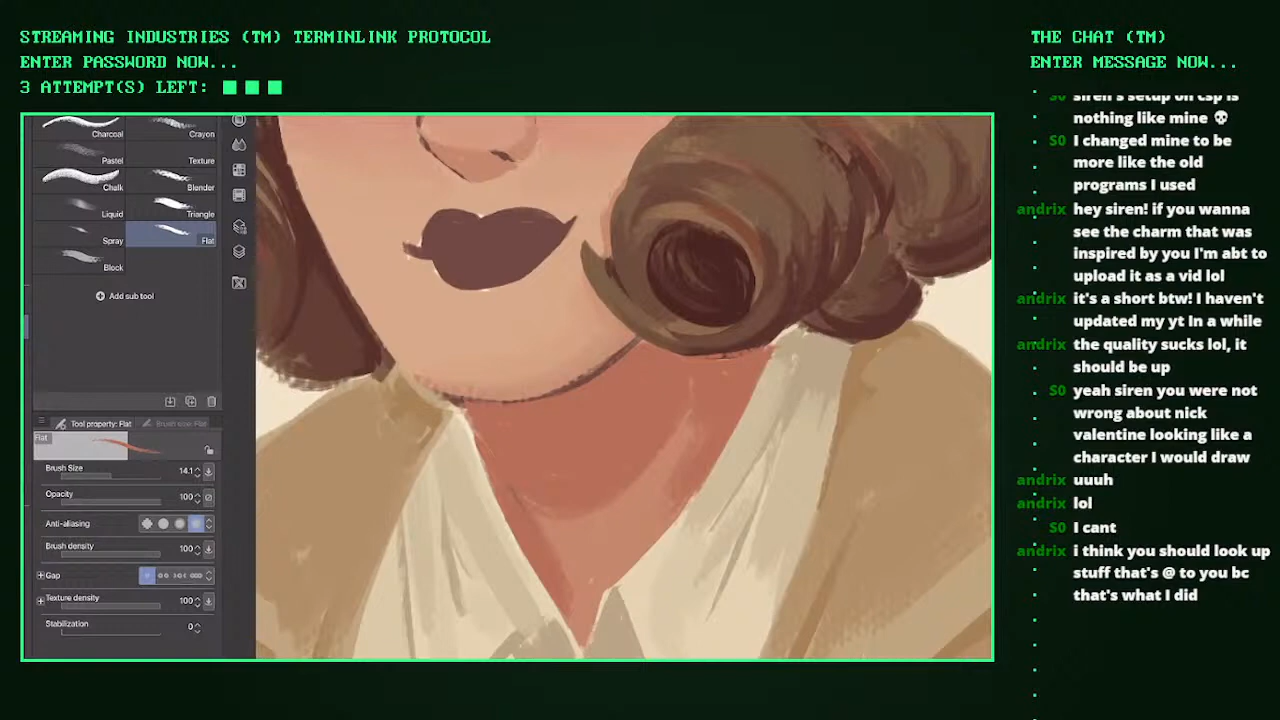 STREAMING INDUSTRIES (TM) TERMINLINK PROTOCOL
ENTER PASSWORD NOW...
3 ATTEMPT(S) LEFT:
Charcoal
Crayon
Pastel
Texture
Chalk
Blender
Liquid
Triangle
Spray
Flat
Block
Add sub tool
Tool property: Flat
Brush size: Flat
Flat
Brush Size
14.1
Opacity
100
Anti-aliasing
Brush density
100
Gap
Texture density
100
Stabilization
0
THE CHAT (TM)
ENTER MESSAGE NOW...
S0 siren's setup on csp is
nothing like mine 💀
S0 I changed mine to be
more like the old
programs I used
andrix hey siren! if you wanna
see the charm that was
inspired by you I'm abt to
upload it as a vid lol
andrix it's a short btw! I haven't
updated my yt In a while
andrix the quality sucks lol, it
should be up
S0 yeah siren you were not
wrong about nick
valentine looking like a
character I would draw
andrix uuuh
andrix lol
S0 I cant
andrix i think you should look up
stuff that's @ to you bc
that's what I did